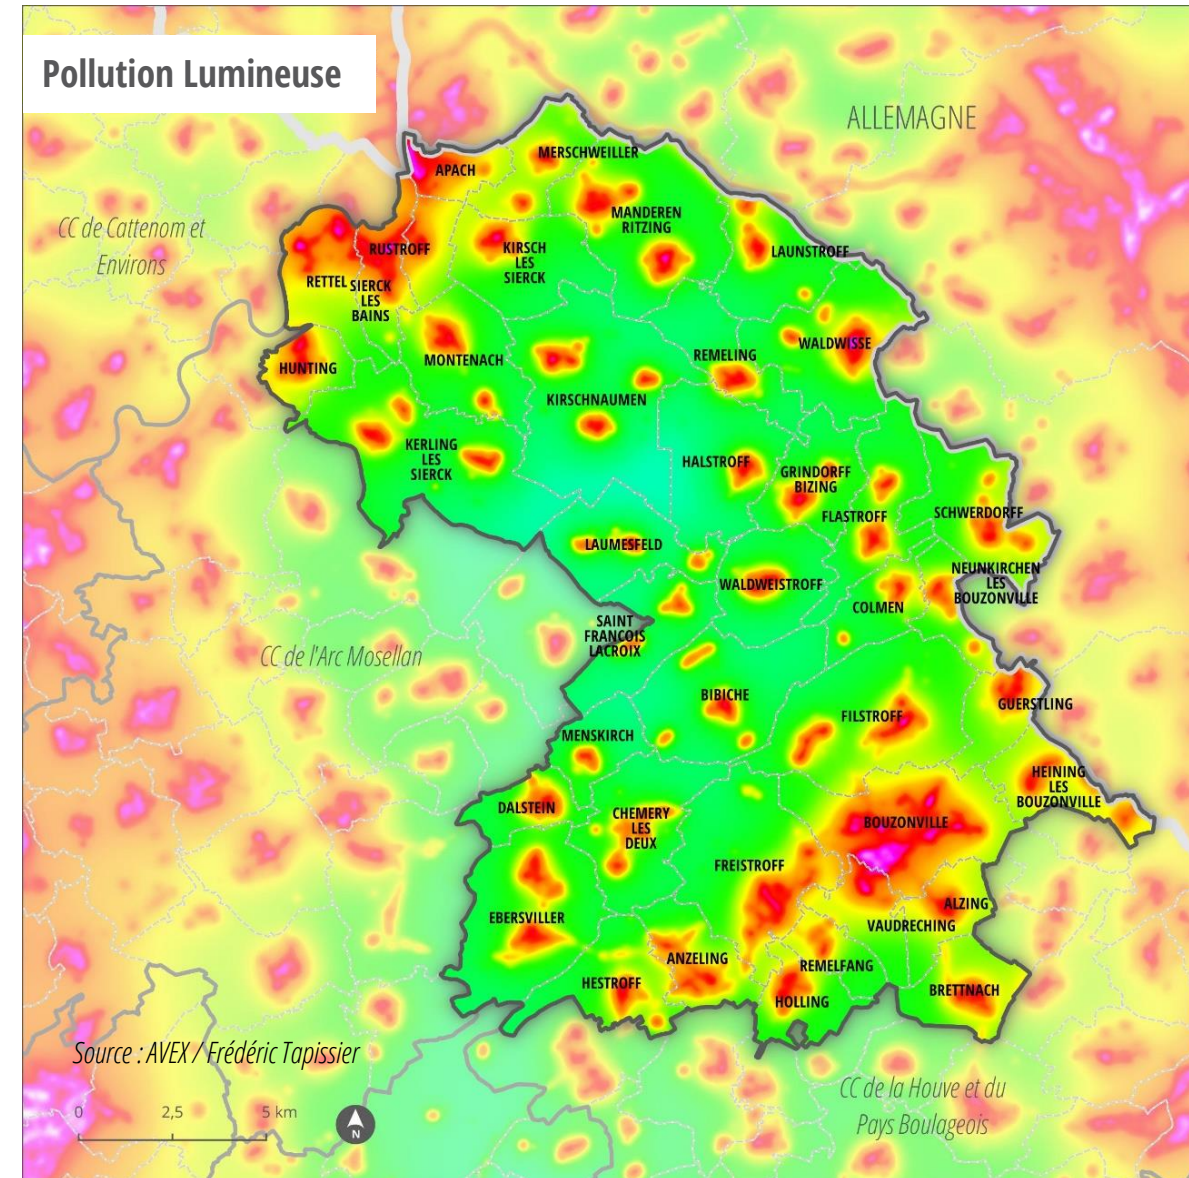 Pollution Lumineuse
ALLEMAGNE
MERSCHWEILLER
APACH
MANDEREN
RITZING
CC de Cattenom et
Environs
RUSTROFF
KIRSCH
LES
SIERCK
LAUNSTROFF
RETTEL
SIERCK
LES
BAINS
WALDWISSE
REMELING
MONTENACH
HUNTING
KIRSCHNAUMEN
KERLING
LES
SIERCK
HALSTROFF
GRINDORFF
BIZING
FLASTROFF
SCHWERDORFF
LAUMESFELD
WALDWEISTROFF
NEUNKIRCHEN
LES
BOUZONVILLE
COLMEN
SAINT
FRANCOIS
LACROIX
CC de l'Arc Mosellan
BIBICHE
GUERSTLING
FILSTROFF
MENSKIRCH
HEINING
LES
BOUZONVILLE
DALSTEIN
CHEMERY
LES
DEUX
BOUZONVILLE
FREISTROFF
ALZING
EBERSVILLER
VAUDRECHING
ANZELING
REMELFANG
HESTROFF
BRETTNACH
HOLLING
Source : AVEX / Frédéric Tapissier
CC de la Houve et du
Pays Boulageois
0 2,5 5 km
N